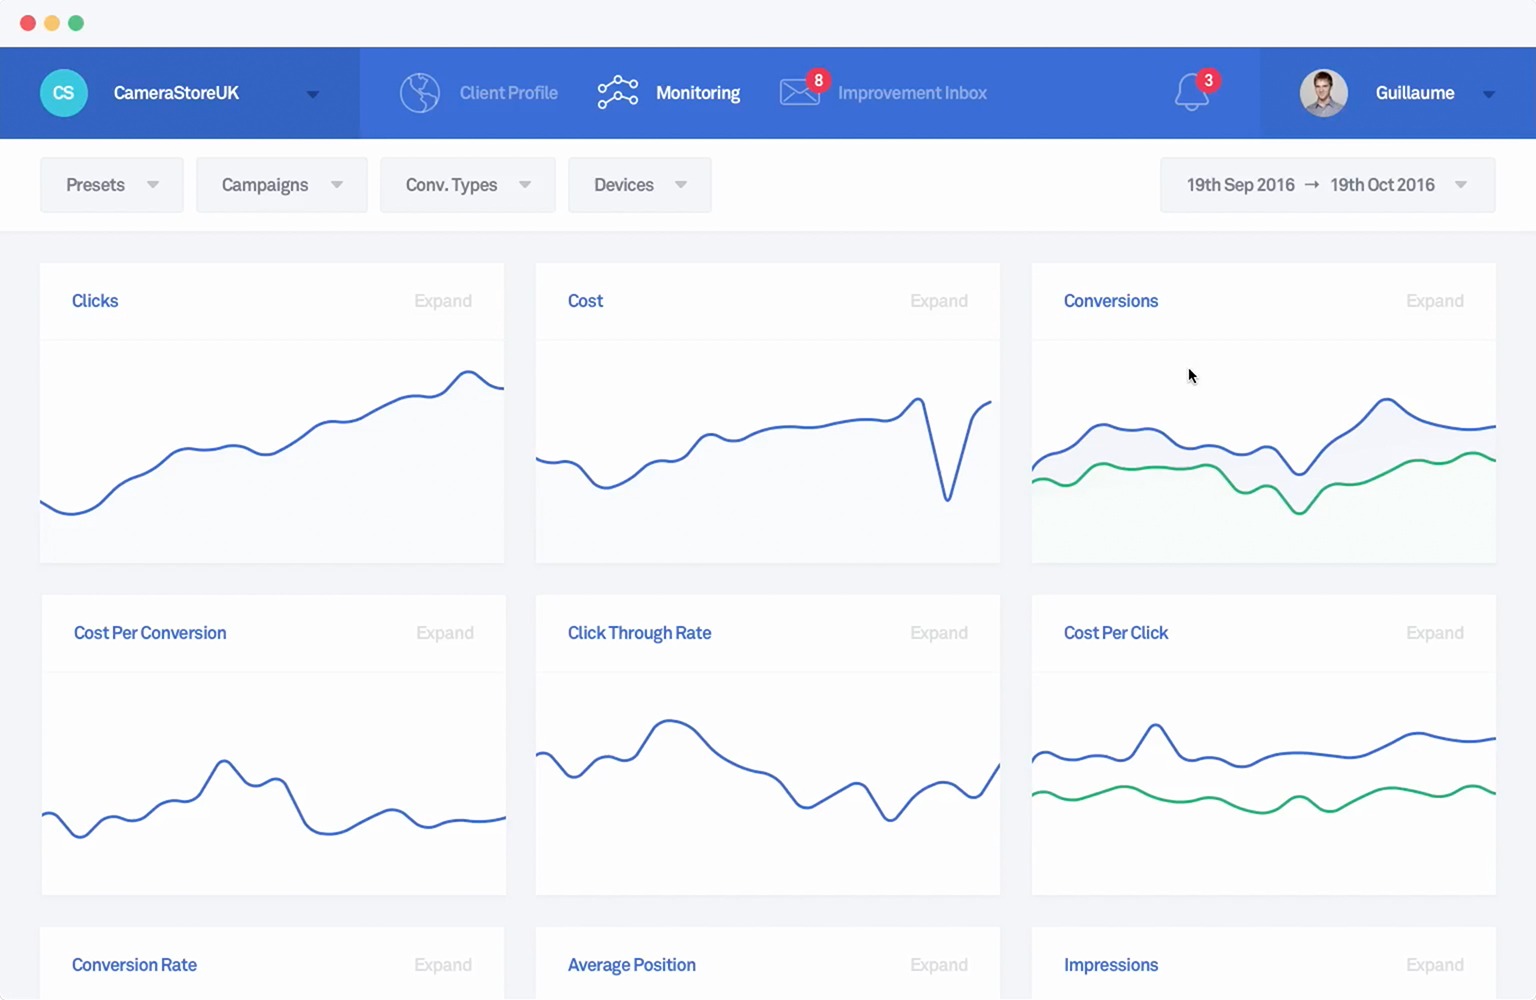 CS CameraStoreUK Client Profile Monitoring 8 Improvement Inbox 3 Guillaume
Presets Campaigns Conv. Types Devices 19th Sep 2016 → 19th Oct 2016
Clicks Expand Cost Expand Conversions Expand
Cost Per Conversion Expand Click Through Rate Expand Cost Per Click Expand
Conversion Rate Expand Average Position Expand Impressions Expand